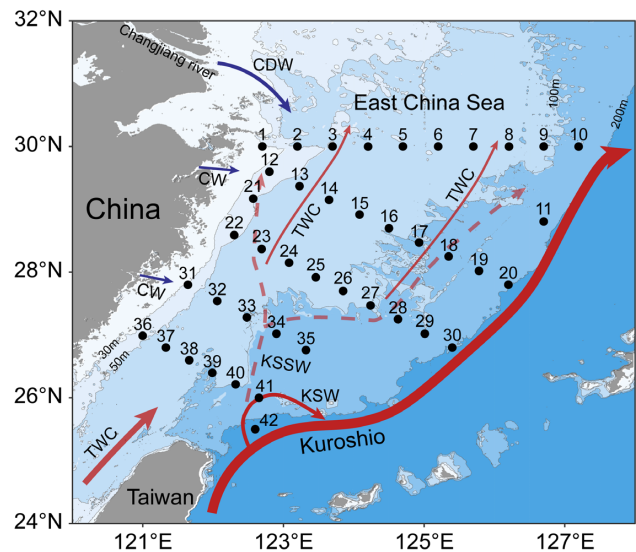 32°N
Changjiang river
CDW
100m
East China Sea
200m
30°N
1 2 3 4 5 6 7 8 9 10
12
CW
13
21
14
TWC
TWC
15
China
16
11
22
23
17
24
18
25
19
28°N
31
26
20
CW
32
27
33
28
36
34
29
30
30m
37
35
50m
38
KSSW
39
40
41
KSW
26°N
42
TWC
Kuroshio
Taiwan
24°N
121°E 123°E 125°E 127°E